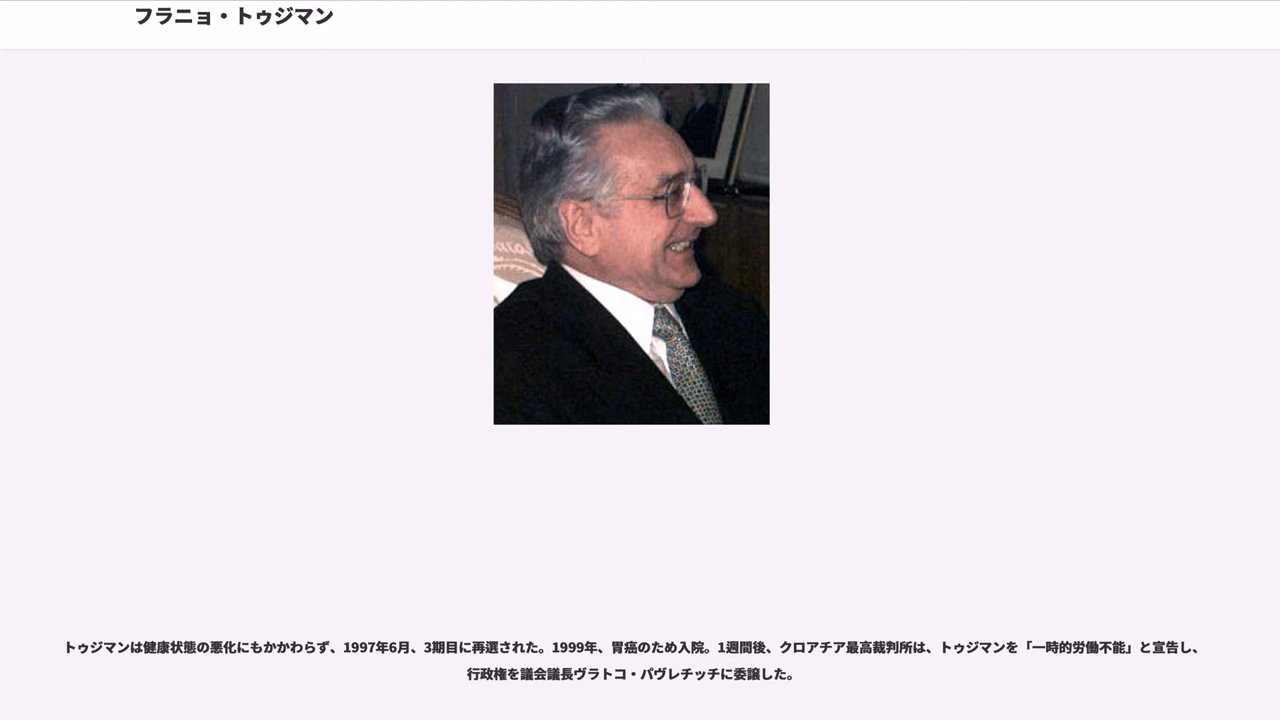 フラニョ・トゥジマン
トゥジマンは健康状態の悪化にもかかわらず、1997年6月、3期目に再選された。1999年、胃癌のため入院。1週間後、クロアチア最高裁判所は、トゥジマンを「一時的労働不能」と宣告し、
行政権を議会議長ヴラトコ・パヴレチッチに委譲した。